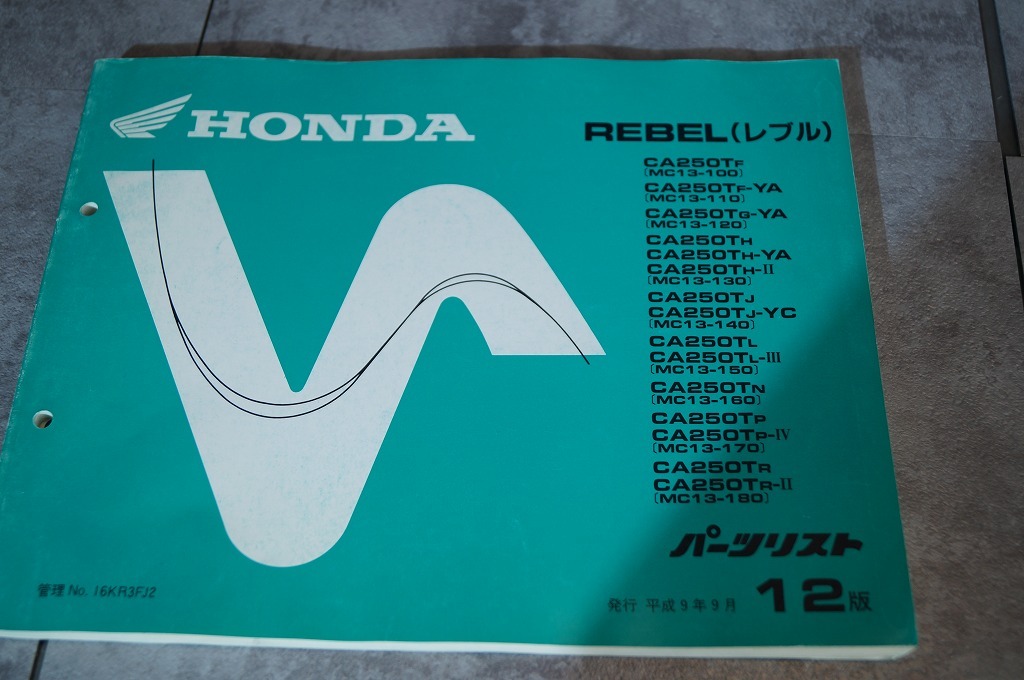 HONDA
REBEL(レブル)
CA250TF
[MC13-100]
CA250TF-YA
[MC13-110]
CA250TG-YA
[MC13-120]
CA250TH
CA250TH-YA
CA250TH-II
[MC13-130]
CA250TJ
CA250TJ-YC
[MC13-140]
CA250TL
CA250TL-III
[MC13-150]
CA250TN
[MC13-160]
CA250TP
CA250TP-IV
[MC13-170]
CA250TR
CA250TR-II
[MC13-180]
パーツリスト
管理 No. 16KR3FJ2
発行 平成9年9月 12版